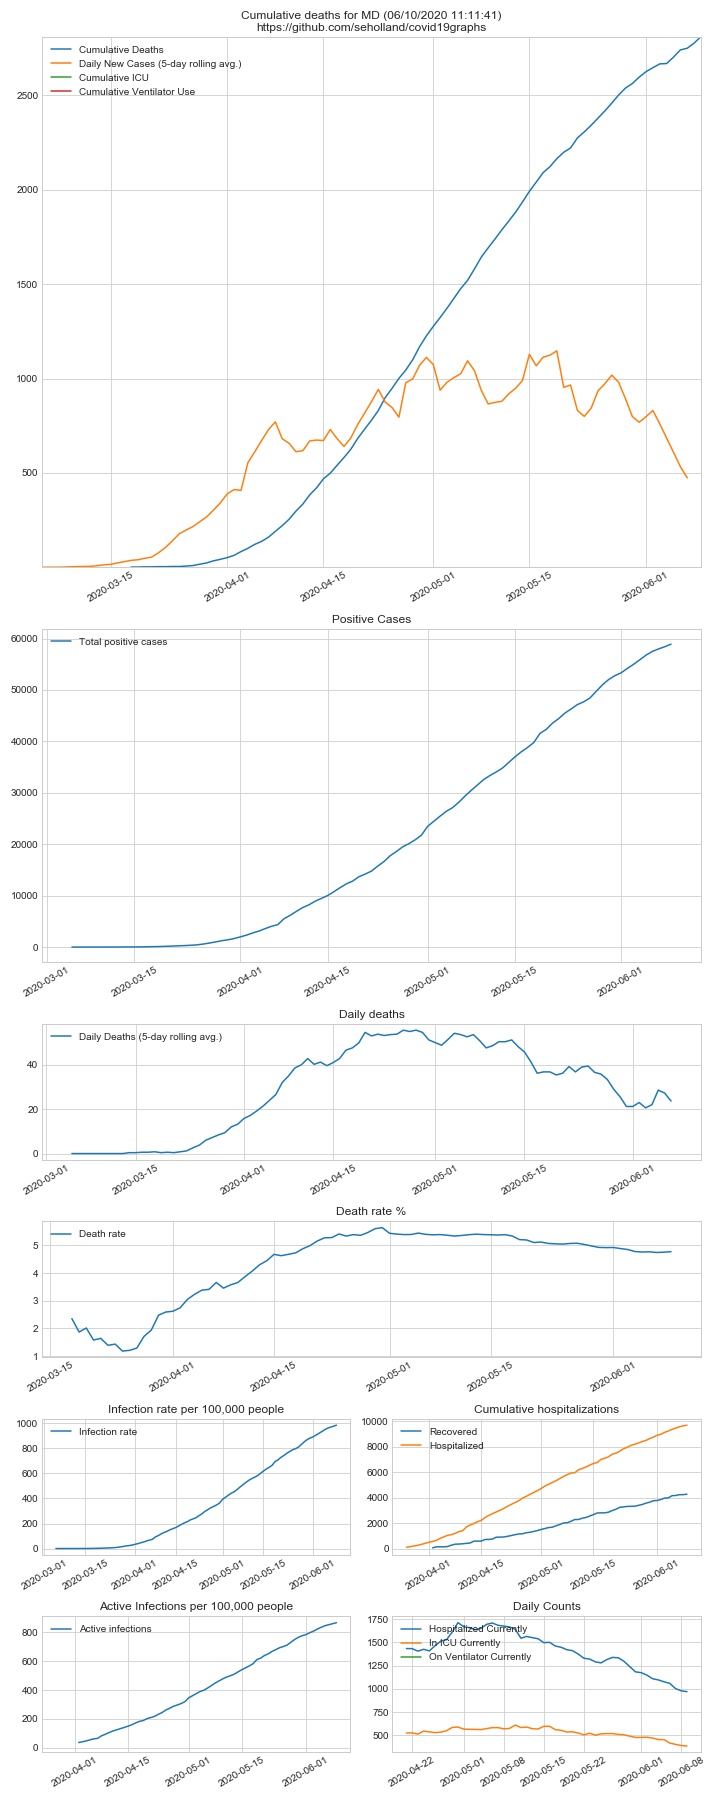 Cumulative deaths for MD (06/10/2020 11:11:41)
https://github.com/seholland/covid19graphs
Cumulative Deaths
Daily New Cases (5-day rolling avg.)
Cumulative ICU
Cumulative Ventilator Use
2500
2000
1500
1000
500
2020-03-15 2020-04-01 2020-04-15 2020-05-01 2020-05-15 2020-06-01
Positive Cases
Total positive cases
60000
50000
40000
30000
20000
10000
0
2020-03-01 2020-03-15 2020-04-01 2020-04-15 2020-05-01 2020-05-15 2020-06-01
Daily deaths
Daily Deaths (5-day rolling avg.)
40
20
0
2020-03-01 2020-03-15 2020-04-01 2020-04-15 2020-05-01 2020-05-15 2020-06-01
Death rate %
Death rate
5
4
3
2
1
2020-03-15 2020-04-01 2020-04-15 2020-05-01 2020-05-15 2020-06-01
Infection rate per 100,000 people
Infection rate
1000
800
600
400
200
0
2020-03-01 2020-03-15 2020-04-01 2020-04-15 2020-05-01 2020-05-15 2020-06-01
Cumulative hospitalizations
Recovered
Hospitalized
10000
8000
6000
4000
2000
0
2020-04-01 2020-04-15 2020-05-01 2020-05-15 2020-06-01
Active Infections per 100,000 people
Active infections
800
600
400
200
0
2020-04-01 2020-04-15 2020-05-01 2020-05-15 2020-06-01
Daily Counts
Hospitalized Currently
In ICU Currently
On Ventilator Currently
1750
1500
1250
1000
750
500
2020-04-22 2020-05-01 2020-05-08 2020-05-15 2020-05-22 2020-06-01 2020-06-08